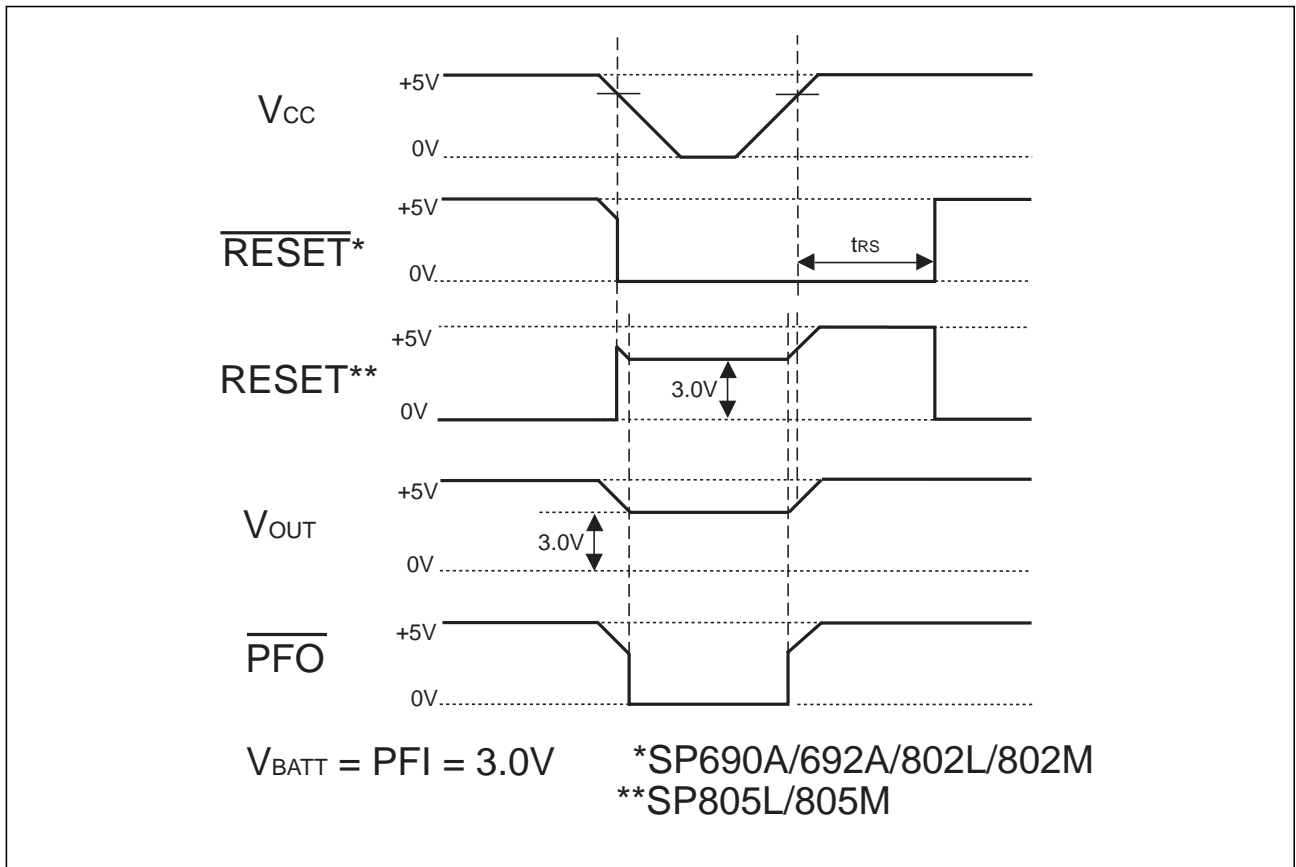 +5V
VCC
0V
+5V
RESET*
tRS
0V
+5V
RESET**
3.0V
0V
+5V
VOUT
3.0V
0V
+5V
PFO
0V
VBATT = PFI = 3.0V
*SP690A/692A/802L/802M
**SP805L/805M